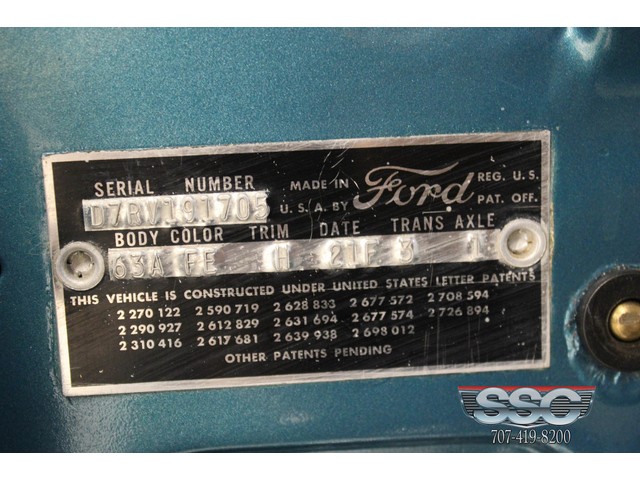 SERIAL NUMBER MADE IN Ford REG. U.S.
D7RV191705 U.S.A. BY PAT. OFF.
BODY COLOR TRIM DATE TRANS AXLE
63A FE H 21F 3 1
THIS VEHICLE IS CONSTRUCTED UNDER UNITED STATES LETTER PATENTS
2 270 122 2 590 719 2 628 833 2 677 572 2 708 594
2 290 927 2 612 829 2 631 694 2 677 574 2 726 894
2 310 416 2 617 681 2 639 938 2 698 012
OTHER PATENTS PENDING
SSC
707-419-8200